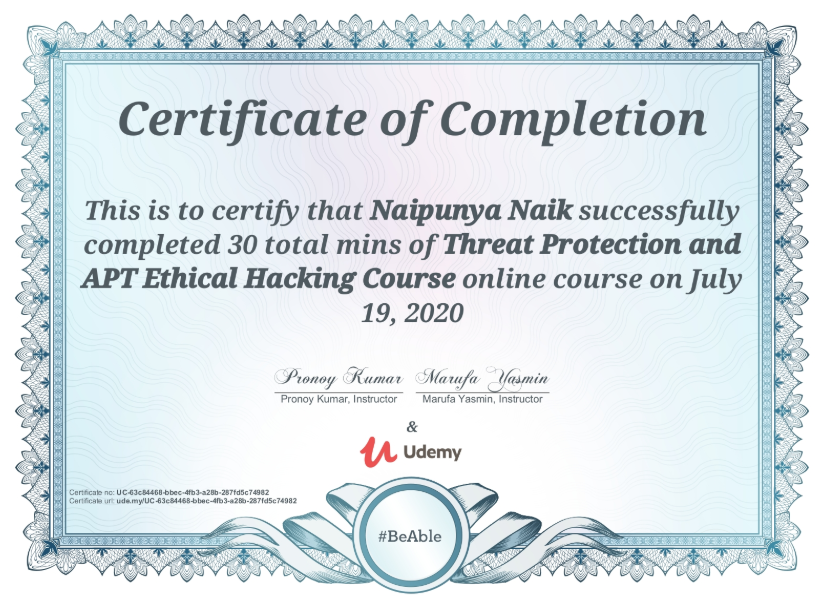 Certificate of Completion
This is to certify that Naipunya Naik successfully
completed 30 total mins of Threat Protection and
APT Ethical Hacking Course online course on July
19, 2020
Pronoy Kumar Marufa Yasmin
Pronoy Kumar, Instructor Marufa Yasmin, Instructor
&
Udemy
Certificate no: UC-63c84468-bbec-4fb3-a28b-287fd5c74982
Certificate url: ude.my/UC-63c84468-bbec-4fb3-a28b-287fd5c74982
#BeAble